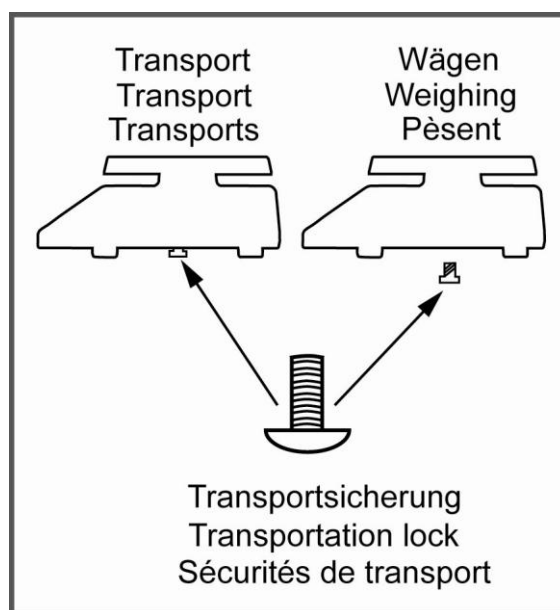 Transport
Transport
Transports
Wägen
Weighing
Pèsent
Transportsicherung
Transportation lock
Sécurités de transport